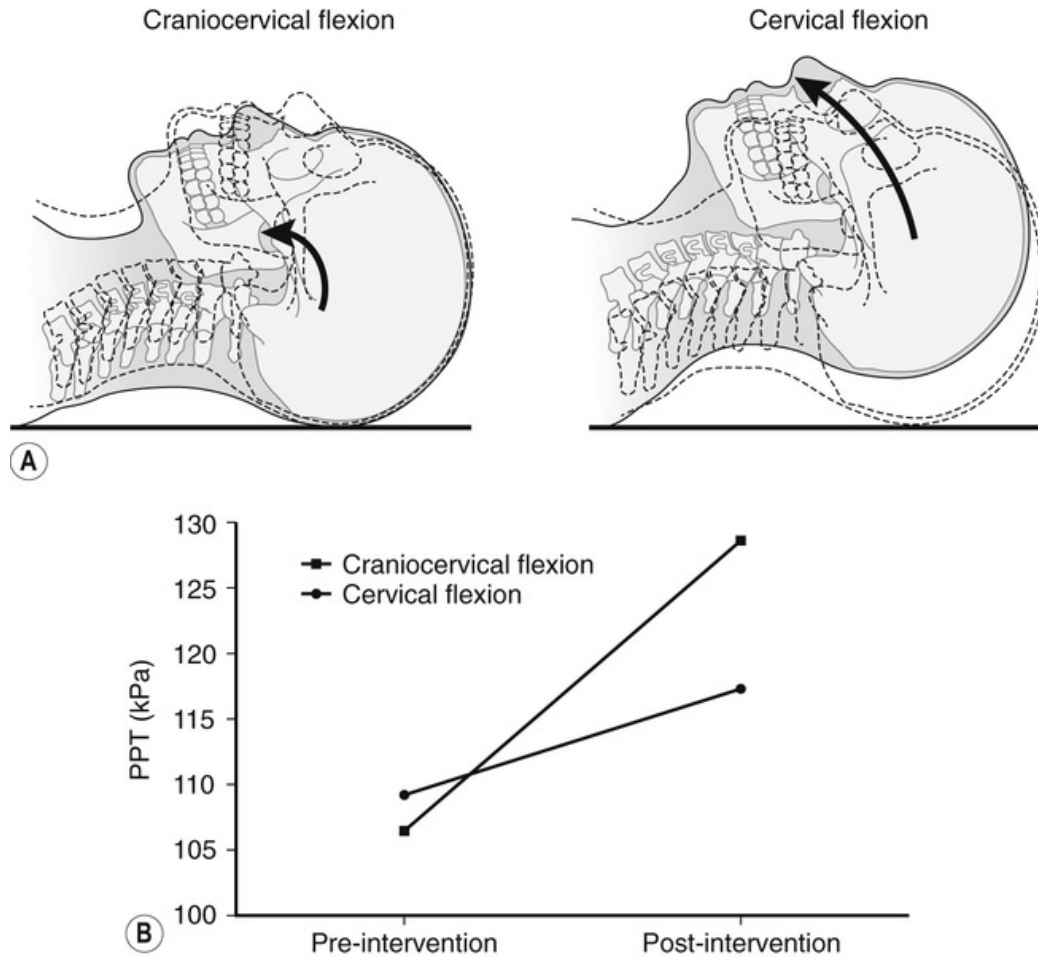 Craniocervical flexion
Cervical flexion
A
130
125
120
115
110
105
100
PPT (kPa)
Craniocervical flexion
Cervical flexion
B
Pre-intervention
Post-intervention